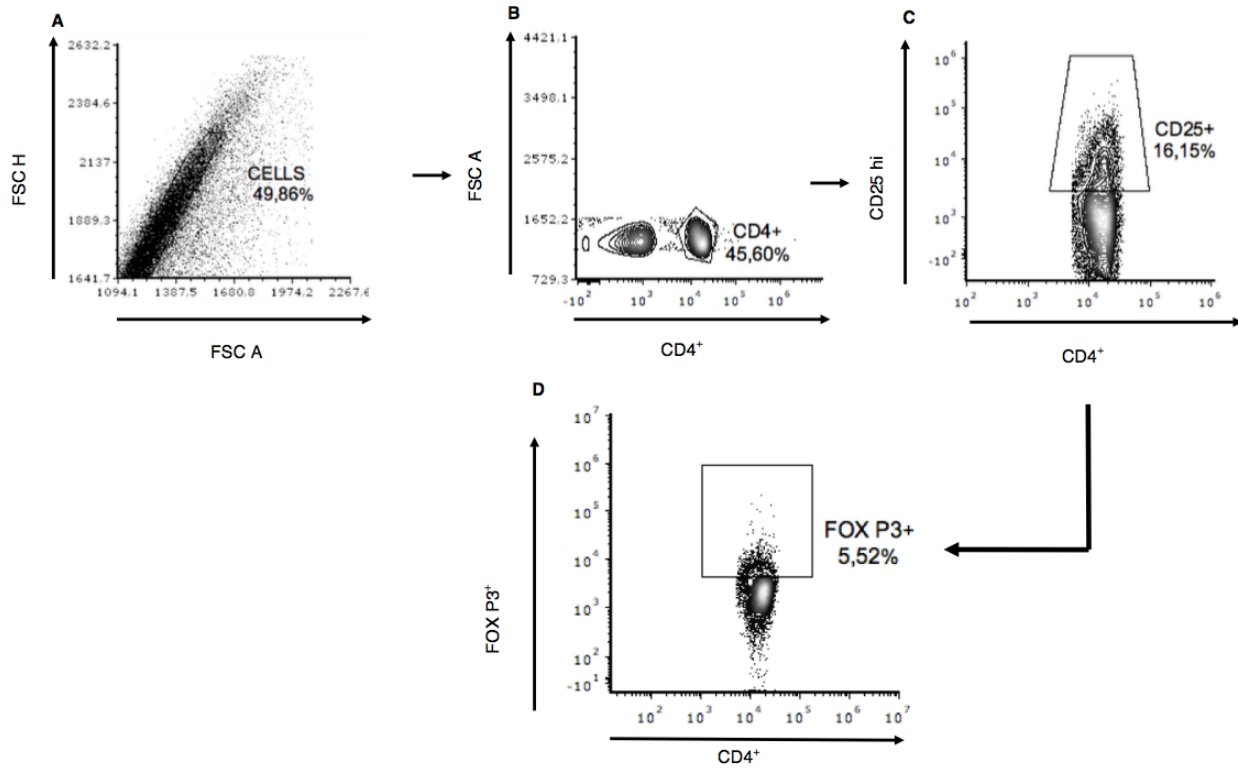 A
FSC H
2632.2
2384.6
2137
1889.3
1641.7
CELLS
49,86%
1094.1 1387.5 1680.8 1974.2 2267.6
FSC A
B
FSC A
4421.1
3498.1
2575.2
1652.2
729.3
CD4+
45,60%
-10² 10³ 10⁴ 10⁵ 10⁶
CD4⁺
C
CD25 hi
10⁶
10⁵
10⁴
10³
-10²
CD25+
16,15%
10² 10³ 10⁴ 10⁵ 10⁶
CD4⁺
D
FOX P3⁺
10⁷
10⁶
10⁵
10⁴
10³
10²
-10¹
FOX P3+
5,52%
10² 10³ 10⁴ 10⁵ 10⁶ 10⁷
CD4⁺